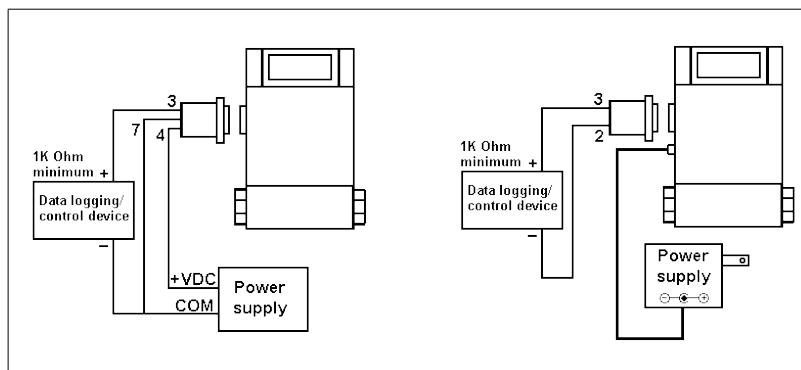 3
7
4
1K Ohm
minimum +
Data logging/
control device
–
+VDC
COM
Power
supply
3
2
1K Ohm
minimum +
Data logging/
control device
–
Power
supply
- +